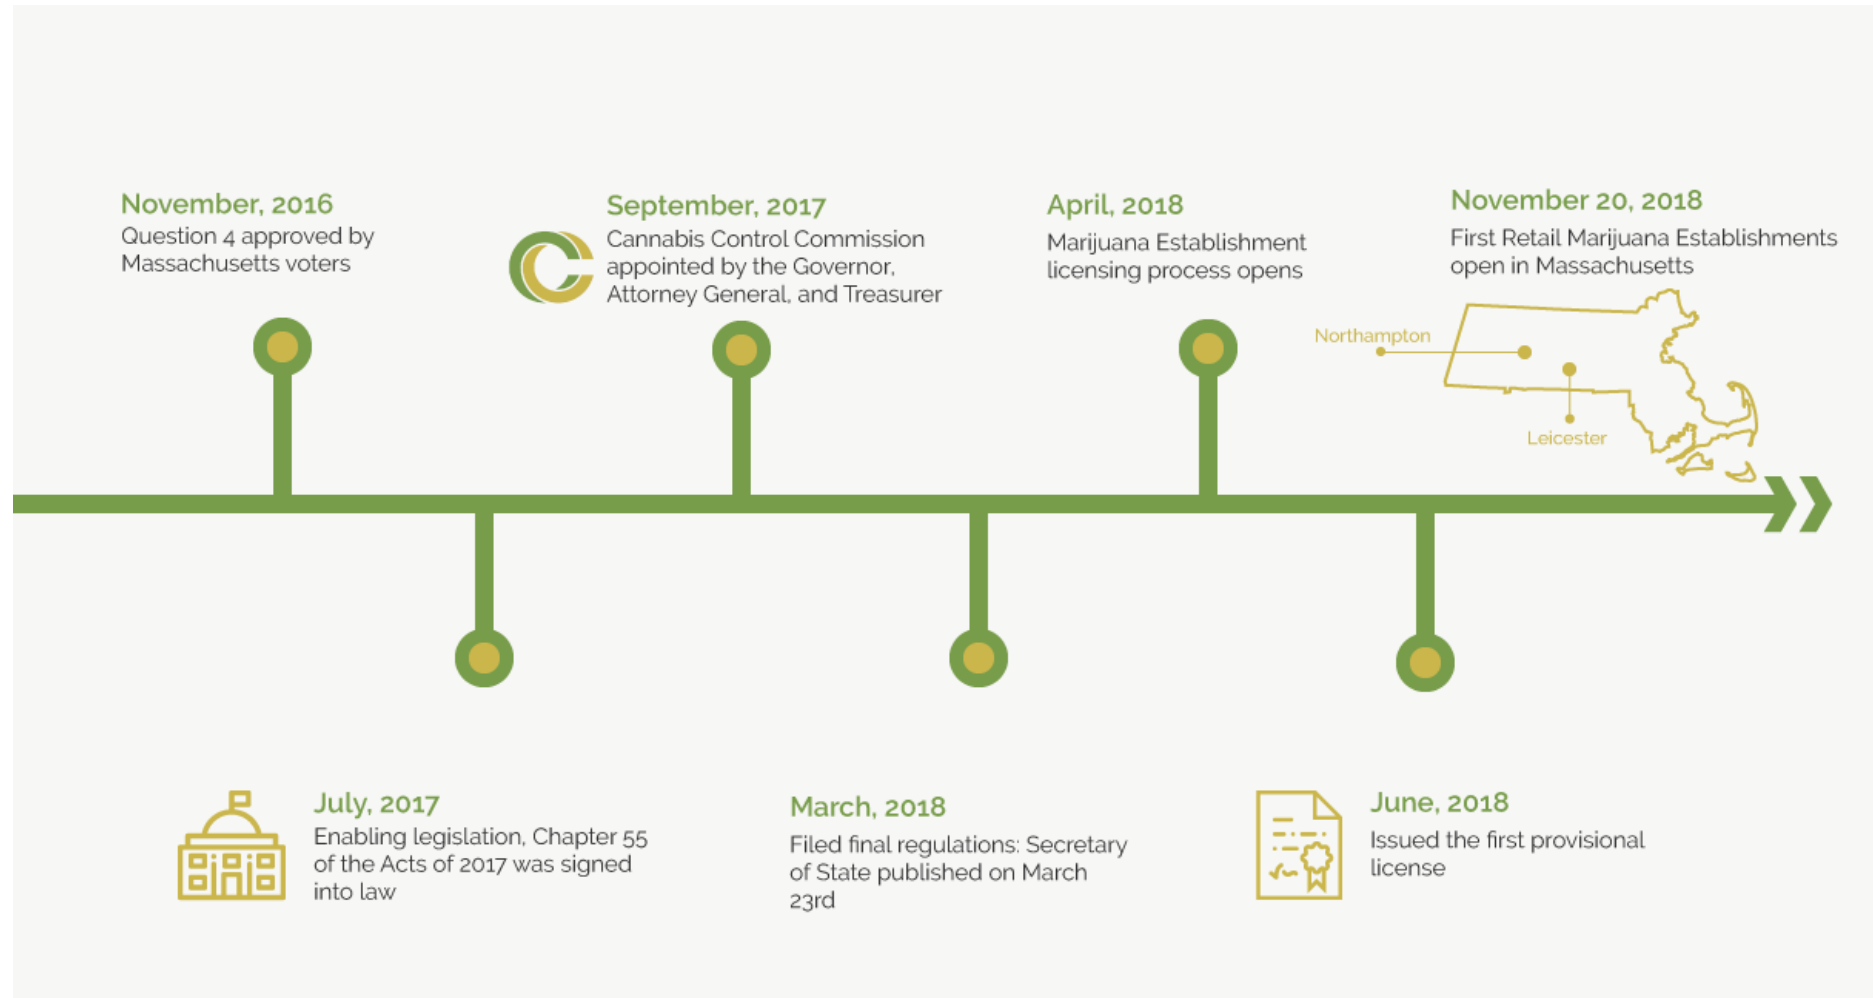 November, 2016
Question 4 approved by
Massachusetts voters
September, 2017
Cannabis Control Commission
appointed by the Governor,
Attorney General, and Treasurer
April, 2018
Marijuana Establishment
licensing process opens
November 20, 2018
First Retail Marijuana Establishments
open in Massachusetts
Northampton
Leicester
July, 2017
Enabling legislation, Chapter 55
of the Acts of 2017 was signed
into law
March, 2018
Filed final regulations: Secretary
of State published on March
23rd
June, 2018
Issued the first provisional
license